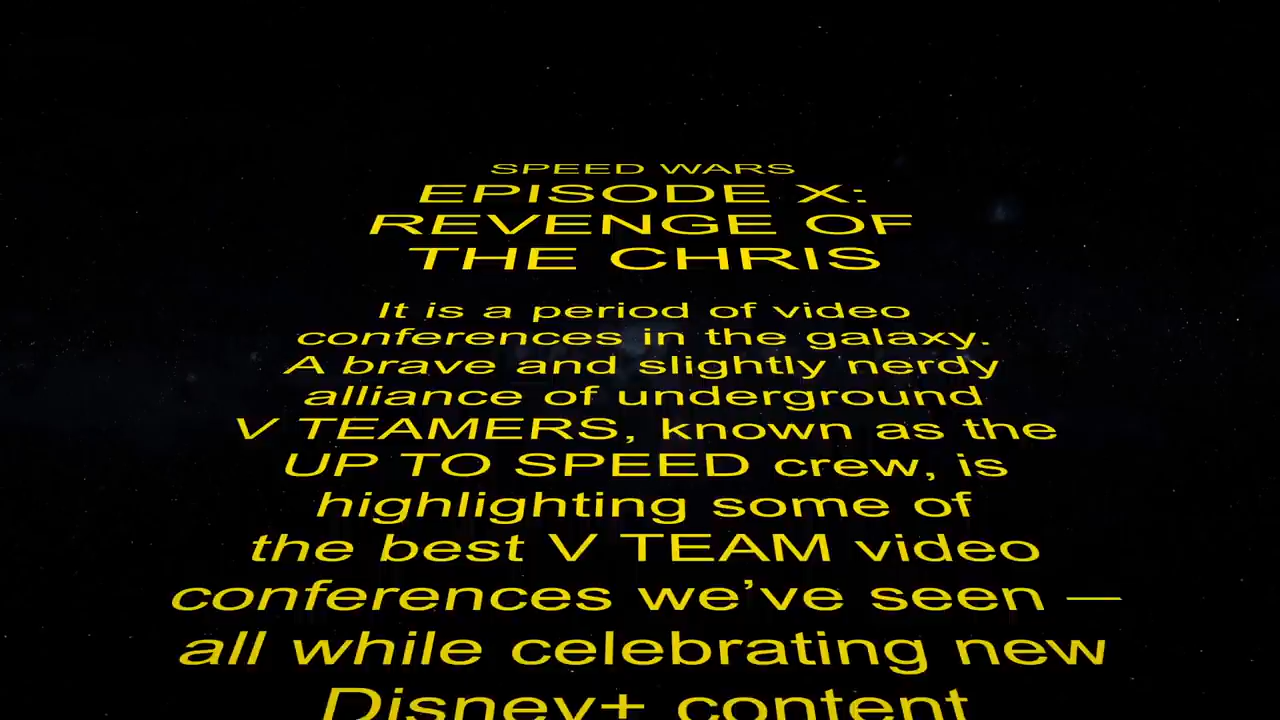 SPEED WARS
EPISODE X:
REVENGE OF
THE CHRIS
It is a period of video
conferences in the galaxy.
A brave and slightly nerdy
alliance of underground
V TEAMERS, known as the
UP TO SPEED crew, is
highlighting some of
the best V TEAM video
conferences we’ve seen —
all while celebrating new
Disney+ content